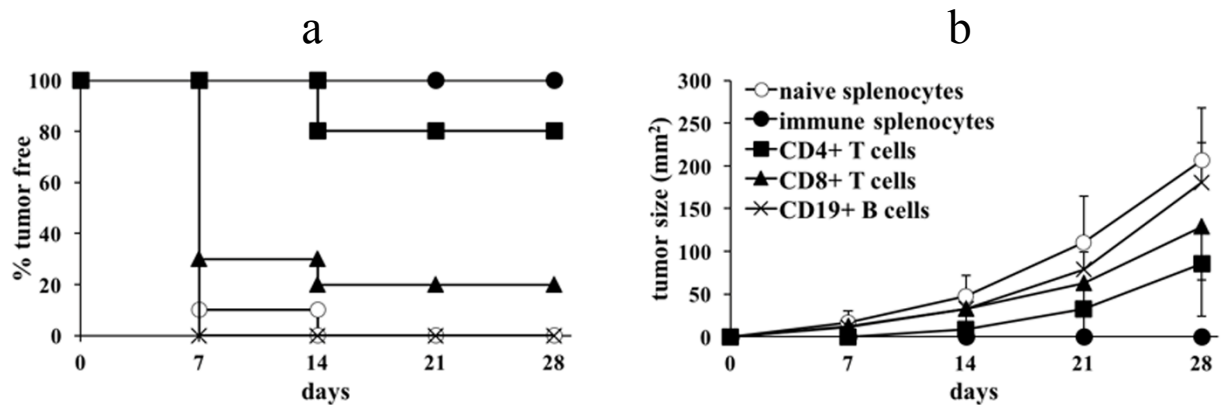 a
100
80
60
40
20
0
% tumor free
0 7 14 21 28
days
b
300
250
200
150
100
50
0
tumor size (mm²)
naive splenocytes
immune splenocytes
CD4+ T cells
CD8+ T cells
CD19+ B cells
0 7 14 21 28
days